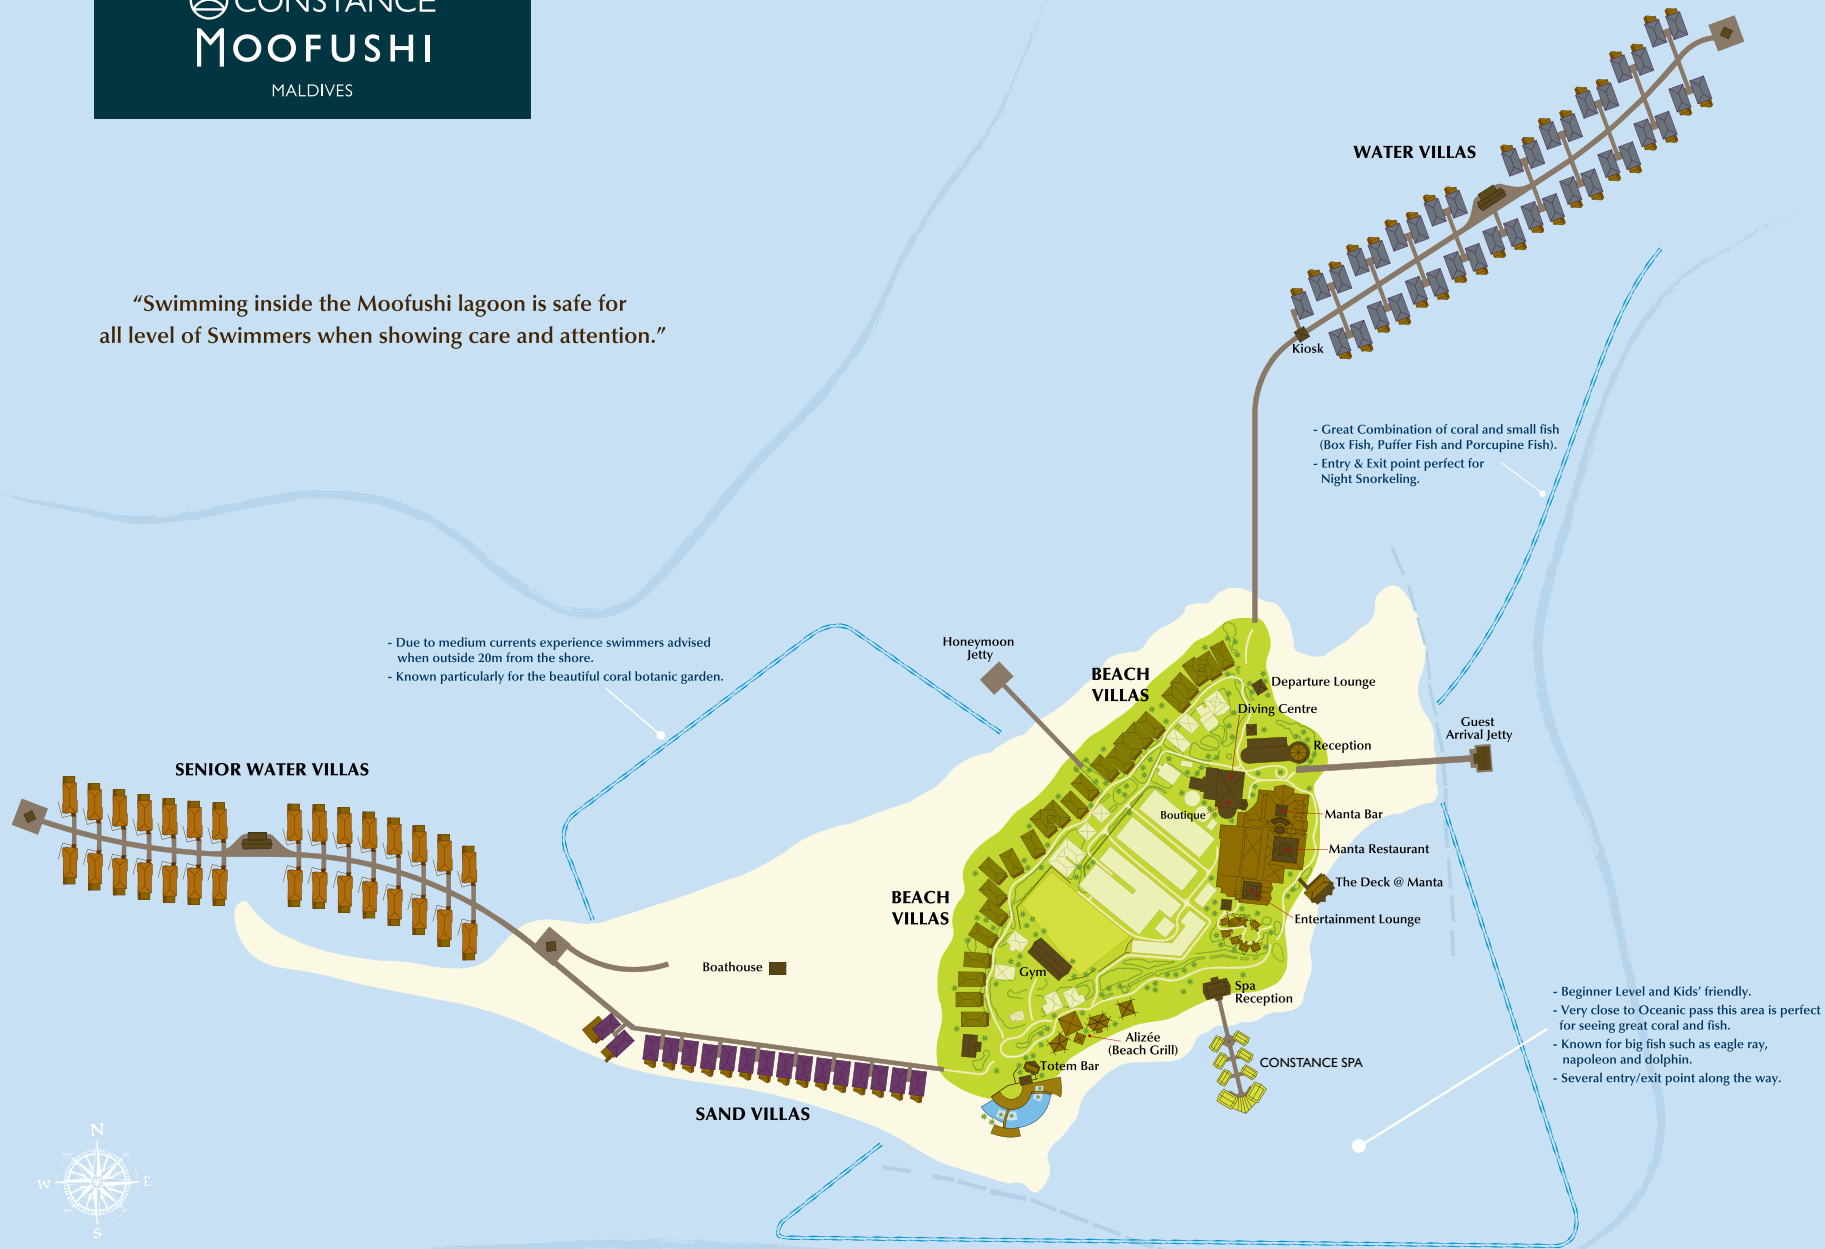 CONSTANCE
MOOFUSHI
MALDIVES
WATER VILLAS
“Swimming inside the Moofushi lagoon is safe for
all level of Swimmers when showing care and attention.”
Kiosk
- Great Combination of coral and small fish
(Box Fish, Puffer Fish and Porcupine Fish).
- Entry & Exit point perfect for
Night Snorkeling.
- Due to medium currents experience swimmers advised
when outside 20m from the shore.
- Known particularly for the beautiful coral botanic garden.
Honeymoon
Jetty
BEACH
VILLAS
Departure Lounge
Diving Centre
Guest
Arrival Jetty
Reception
SENIOR WATER VILLAS
Boutique
Manta Bar
Manta Restaurant
The Deck @ Manta
BEACH
VILLAS
Entertainment Lounge
Boathouse
Gym
Spa
Reception
- Beginner Level and Kids’ friendly.
- Very close to Oceanic pass this area is perfect
for seeing great coral and fish.
- Known for big fish such as eagle ray,
napoleon and dolphin.
- Several entry/exit point along the way.
Alizée
(Beach Grill)
Totem Bar
CONSTANCE SPA
SAND VILLAS
N
W
E
S